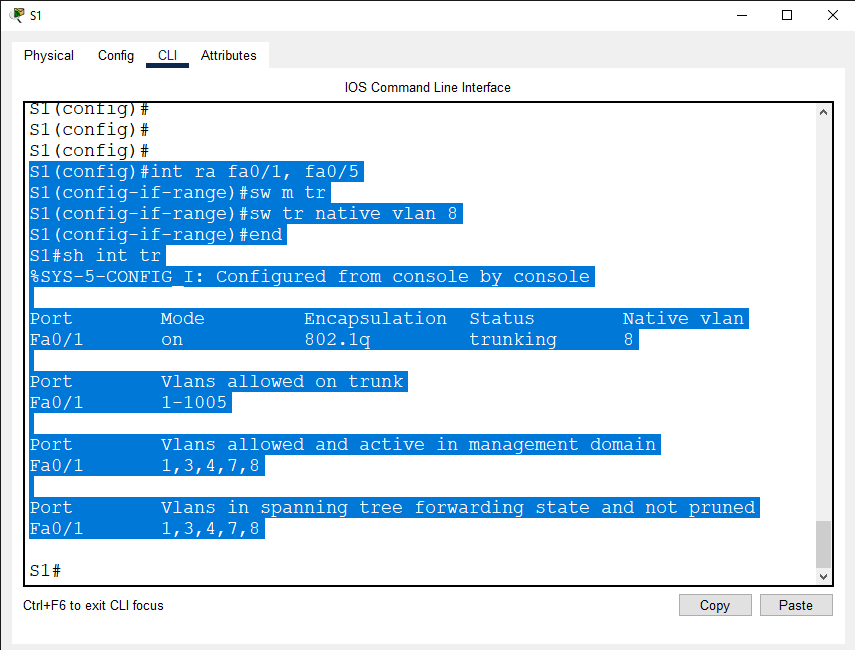 S1
Physical Config CLI Attributes
IOS Command Line Interface
S1(config)#
S1(config)#
S1(config)#
S1(config)#int ra fa0/1, fa0/5
S1(config-if-range)#sw m tr
S1(config-if-range)#sw tr native vlan 8
S1(config-if-range)#end
S1#sh int tr
%SYS-5-CONFIG_I: Configured from console by console
Port Mode Encapsulation Status Native vlan
Fa0/1 on 802.1q trunking 8
Port Vlans allowed on trunk
Fa0/1 1-1005
Port Vlans allowed and active in management domain
Fa0/1 1,3,4,7,8
Port Vlans in spanning tree forwarding state and not pruned
Fa0/1 1,3,4,7,8
S1#
Ctrl+F6 to exit CLI focus Copy Paste